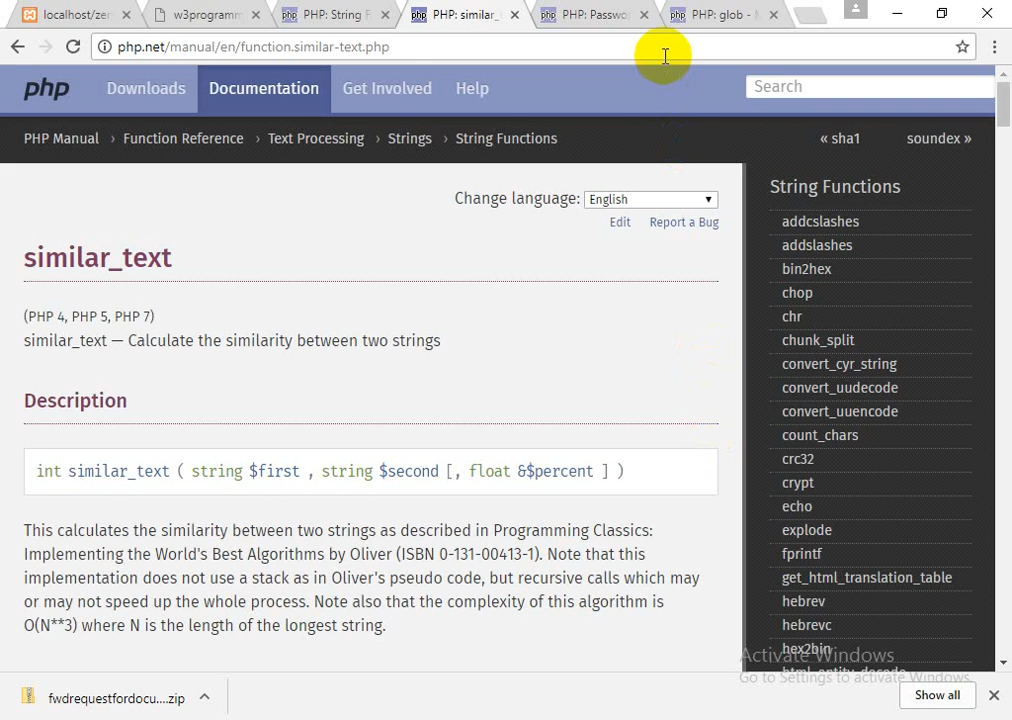 localhost/zen
w3programm
PHP: String F
PHP: similar_
PHP: Passwo
PHP: glob - M
php.net/manual/en/function.similar-text.php
php Downloads Documentation Get Involved Help Search
PHP Manual › Function Reference › Text Processing › Strings › String Functions « sha1 soundex »
Change language: English
Edit Report a Bug
similar_text
(PHP 4, PHP 5, PHP 7)
similar_text — Calculate the similarity between two strings
Description
int similar_text ( string $first , string $second [, float &$percent ] )
This calculates the similarity between two strings as described in Programming Classics:
Implementing the World's Best Algorithms by Oliver (ISBN 0-131-00413-1). Note that this
implementation does not use a stack as in Oliver's pseudo code, but recursive calls which may
or may not speed up the whole process. Note also that the complexity of this algorithm is
O(N**3) where N is the length of the longest string.
String Functions
addcslashes
addslashes
bin2hex
chop
chr
chunk_split
convert_cyr_string
convert_uudecode
convert_uuencode
count_chars
crc32
crypt
echo
explode
fprintf
get_html_translation_table
hebrev
hebrevc
hex2bin
html_entity_decode
Activate Windows
Go to Settings to activate Windows.
fwdrequestfordocu....zip
Show all